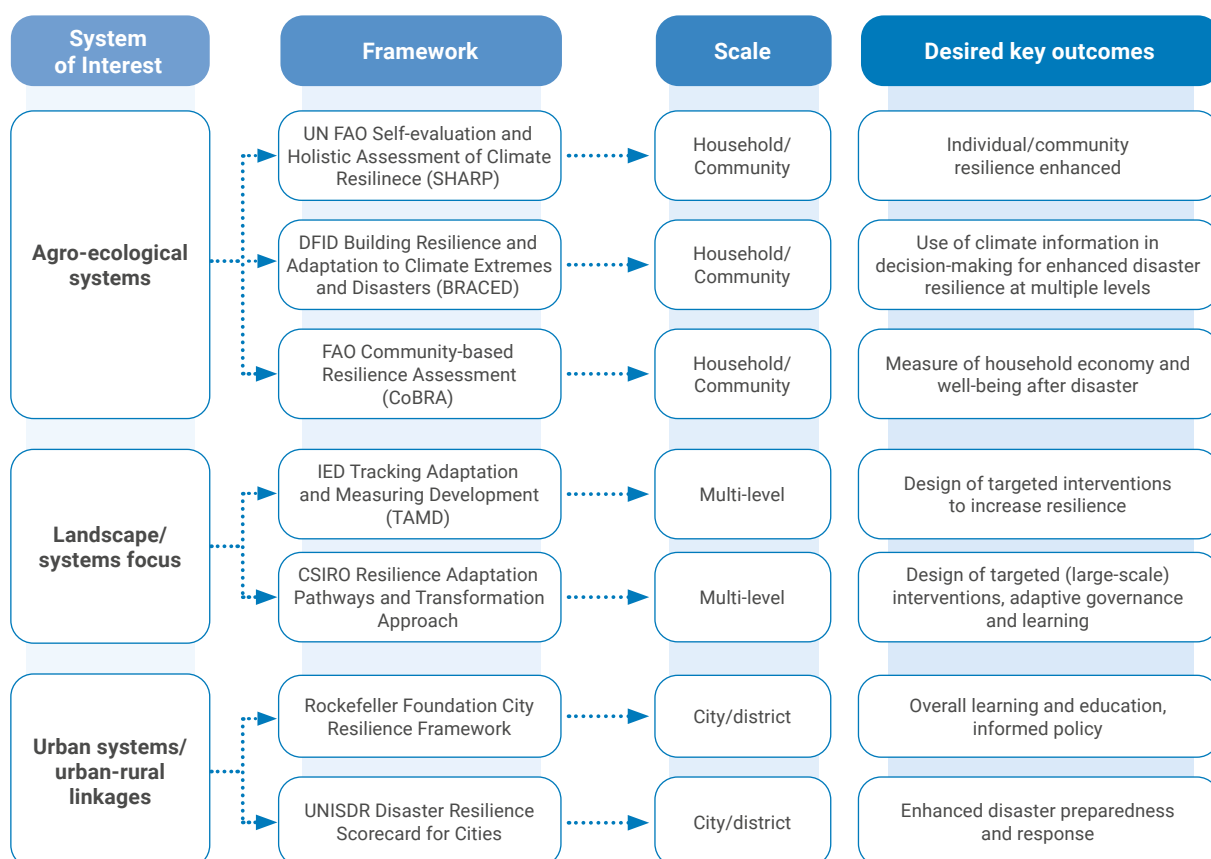 System
of Interest
Framework
Scale
Desired key outcomes
Agro-ecological
systems
UN FAO Self-evaluation and
Holistic Assessment of Climate
Resilinece (SHARP)
Household/
Community
Individual/community
resilience enhanced
DFID Building Resilience and
Adaptation to Climate Extremes
and Disasters (BRACED)
Household/
Community
Use of climate information in
decision-making for enhanced disaster
resilience at multiple levels
FAO Community-based
Resilience Assessment
(CoBRA)
Household/
Community
Measure of household economy and
well-being after disaster
Landscape/
systems focus
IED Tracking Adaptation
and Measuring Development
(TAMD)
Multi-level
Design of targeted interventions
to increase resilience
CSIRO Resilience Adaptation
Pathways and Transformation
Approach
Multi-level
Design of targeted (large-scale)
interventions, adaptive governance
and learning
Urban systems/
urban-rural
linkages
Rockefeller Foundation City
Resilience Framework
City/district
Overall learning and education,
informed policy
UNISDR Disaster Resilience
Scorecard for Cities
City/district
Enhanced disaster preparedness
and response